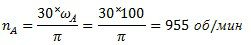 n_A = 30×ω_A / π = 30×100 / π = 955 об/мин